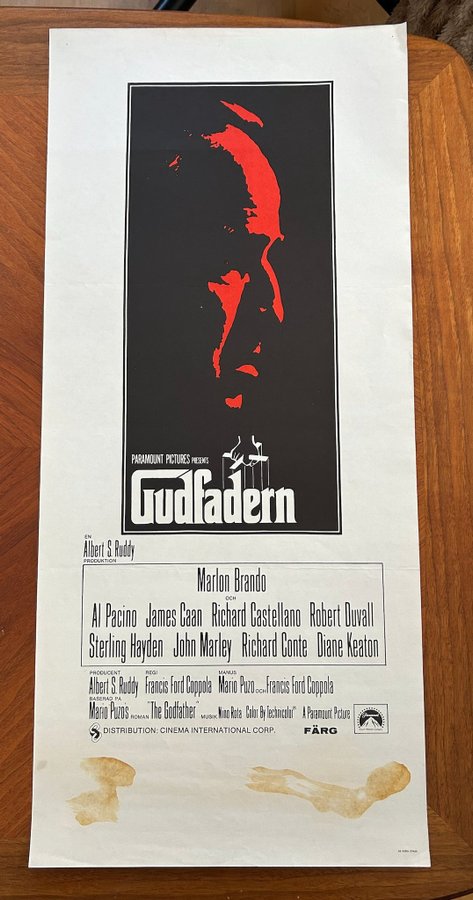 PARAMOUNT PICTURES PRESENTS
Gudfadern
EN
Albert S. Ruddy
PRODUKTION
Marlon Brando
OCH
Al Pacino James Caan Richard Castellano Robert Duvall
Sterling Hayden John Marley Richard Conte Diane Keaton
PRODUCENT REGI MANUS
Albert S. Ruddy Francis Ford Coppola Mario Puzo OCH Francis Ford Coppola
BASERAD PÅ
Mario Puzos ROMAN "The Godfather" MUSIK Nino Rota Color By Technicolor® A Paramount Picture
DISTRIBUTION: CINEMA INTERNATIONAL CORP. FÄRG